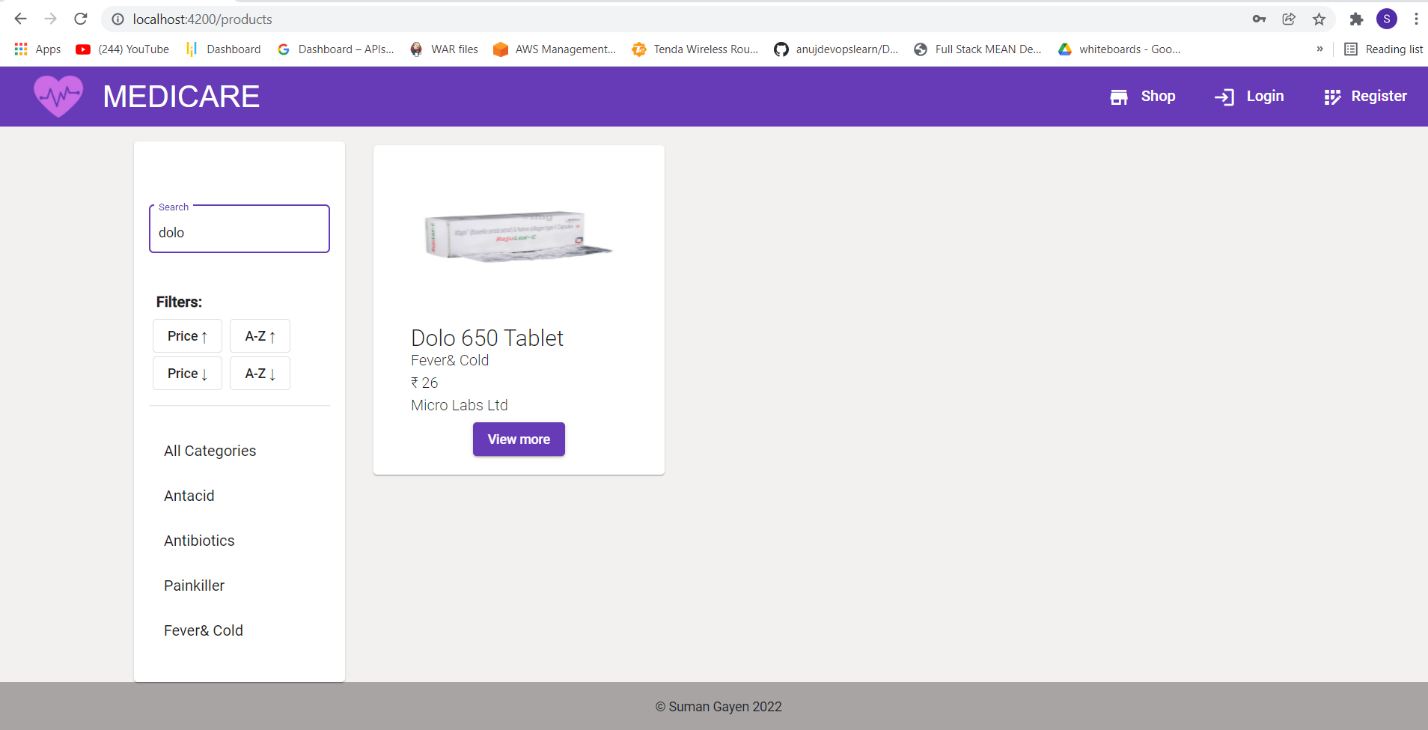 localhost:4200/products
S
Apps
(244) YouTube
Dashboard
Dashboard – APIs...
WAR files
AWS Management...
Tenda Wireless Rou...
anujdevopslearn/D...
Full Stack MEAN De...
whiteboards - Goo...
»
Reading list
MEDICARE
Shop
Login
Register
Search
dolo
Filters:
Price ↑ A-Z ↑
Price ↓ A-Z ↓
All Categories
Antacid
Antibiotics
Painkiller
Fever& Cold
Dolo 650 Tablet
Fever& Cold
₹ 26
Micro Labs Ltd
View more
© Suman Gayen 2022